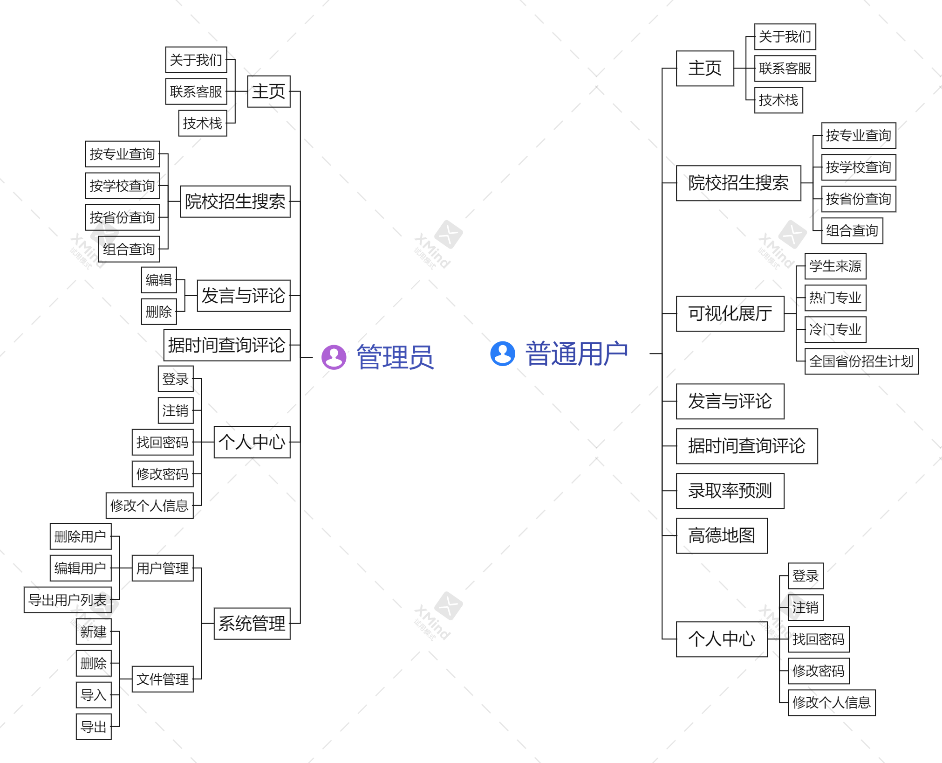 管理员
主页
关于我们
联系客服
技术栈
院校招生搜索
按专业查询
按学校查询
按省份查询
组合查询
发言与评论
编辑
删除
据时间查询评论
个人中心
登录
注销
找回密码
修改密码
修改个人信息
系统管理
用户管理
删除用户
编辑用户
导出用户列表
文件管理
新建
删除
导入
导出
普通用户
主页
关于我们
联系客服
技术栈
院校招生搜索
按专业查询
按学校查询
按省份查询
组合查询
可视化展厅
学生来源
热门专业
冷门专业
全国省份招生计划
发言与评论
据时间查询评论
录取率预测
高德地图
个人中心
登录
注销
找回密码
修改密码
修改个人信息
XMind
XMind
XMind
XMind
XMind
XMind